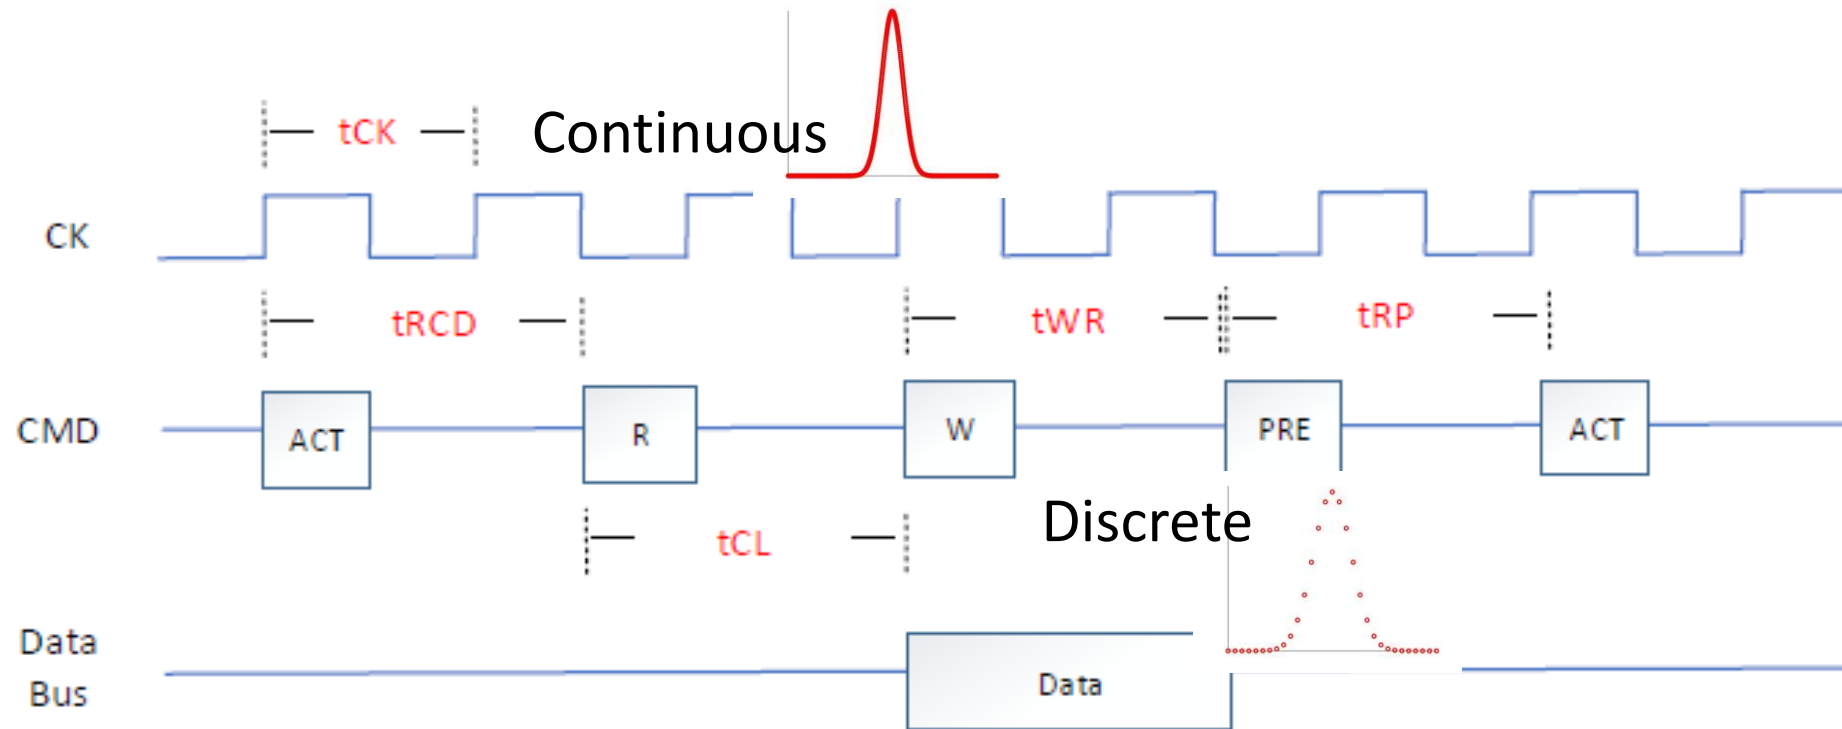 tCK
Continuous
CK
tRCD
tWR
tRP
CMD
ACT
R
W
PRE
ACT
tCL
Discrete
Data
Bus
Data